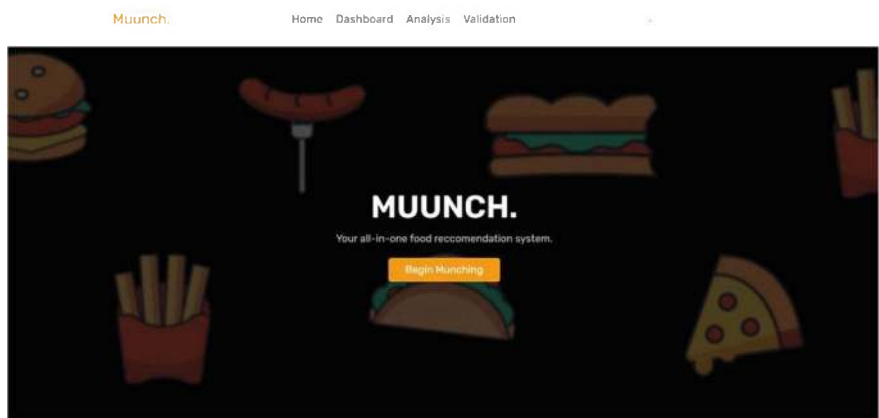 Muunch.
Home Dashboard Analysis Validation
MUUNCH.
Your all-in-one food reccomendation system.
Begin Munching